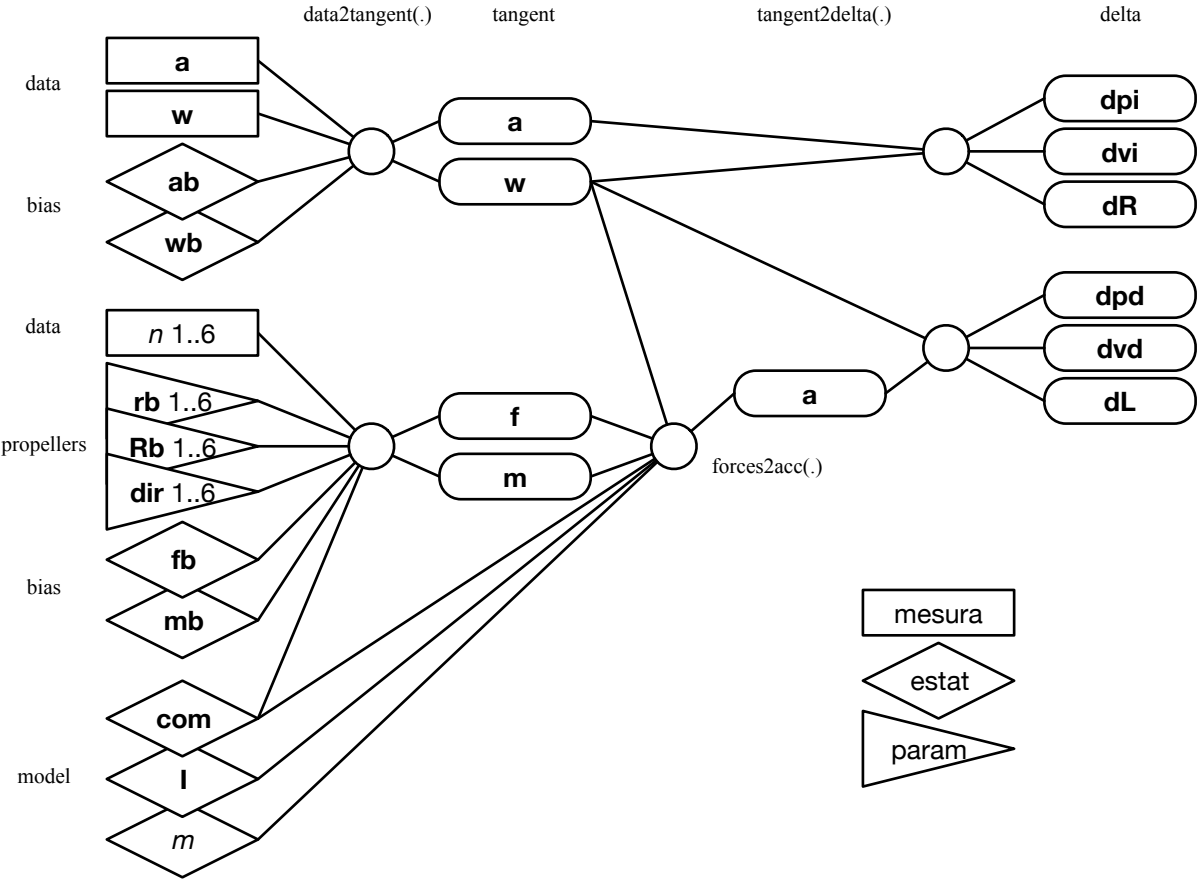 data2tangent(.) tangent tangent2delta(.) delta
data
a
w
bias
ab
wb
a
w
dpi
dvi
dR
data
n 1..6
propellers
rb 1..6
Rb 1..6
dir 1..6
f
m
a
forces2acc(.)
dpd
dvd
dL
bias
fb
mb
model
com
I
m
mesura
estat
param